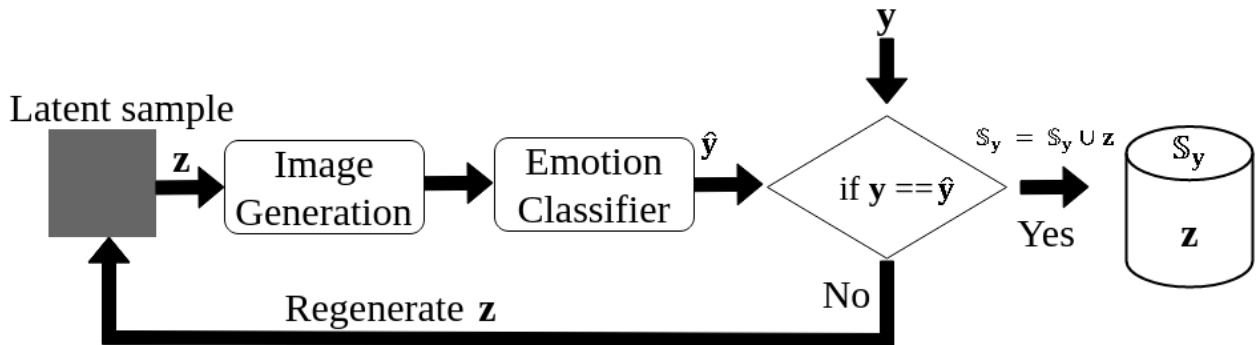 y
Latent sample
z
Image
Generation
Emotion
Classifier
ŷ
if y == ŷ
𝕊y = 𝕊y ∪ z
Yes
𝕊y
z
No
Regenerate z